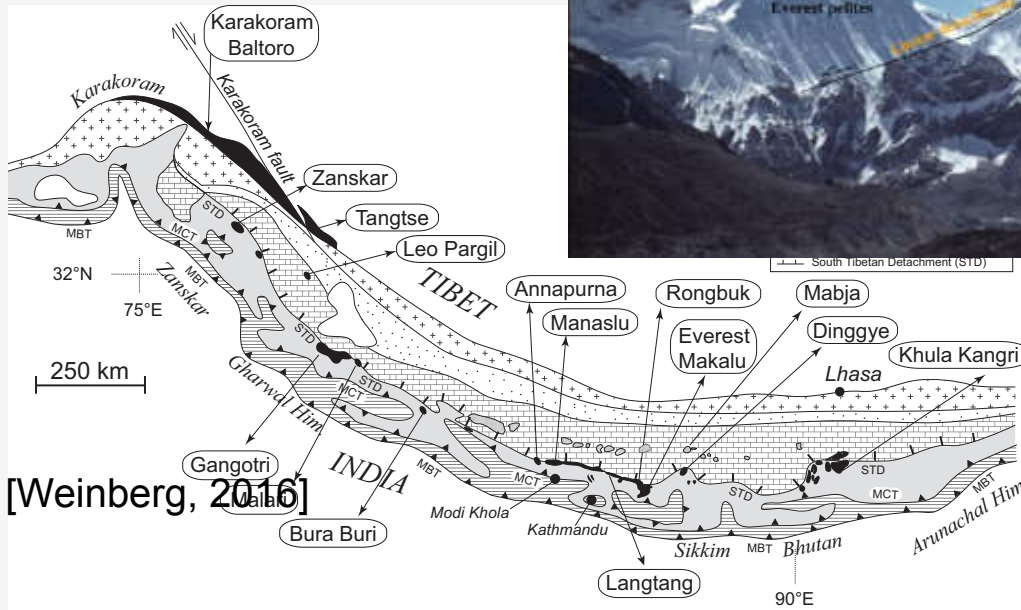 Everest pelites
Lhotse detachment
Karakoram
Baltoro
Karakoram
Karakoram fault
Zanskar
Tangtse
Leo Pargil
STD
MCT
MBT
MBT
32°N
75°E
Zanskar
TIBET
South Tibetan Detachment (STD)
Annapurna
Manaslu
Rongbuk
Everest
Makalu
Mabja
Dinggye
Khula Kangri
Lhasa
250 km
STD
MCT
STD
Gharwal Him.
INDIA
MBT
Gangotri
Malari
[Weinberg, 2016]
Bura Buri
MCT
Modi Khola
Kathmandu
STD
STD
MCT
MBT
Sikkim
MBT
Bhutan
Arunachal Him
Langtang
90°E